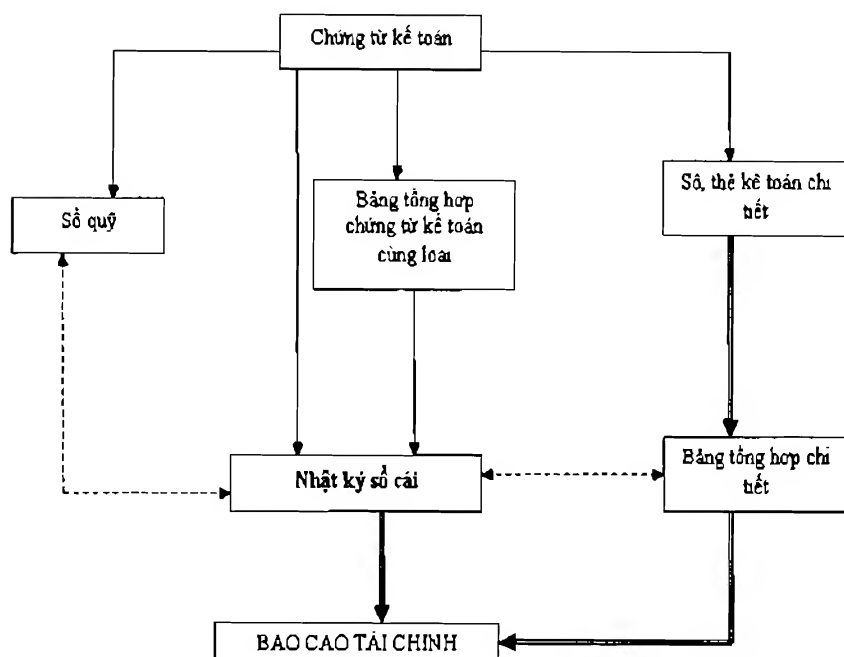 Chứng từ kế toán
Sổ quỹ
Bảng tổng hợp
chứng từ kế toán
cùng loại
Sổ, thẻ kế toán chi
tiết
Nhật ký sổ cái
Bảng tổng hợp chi
tiết
BAO CAO TÀI CHINH